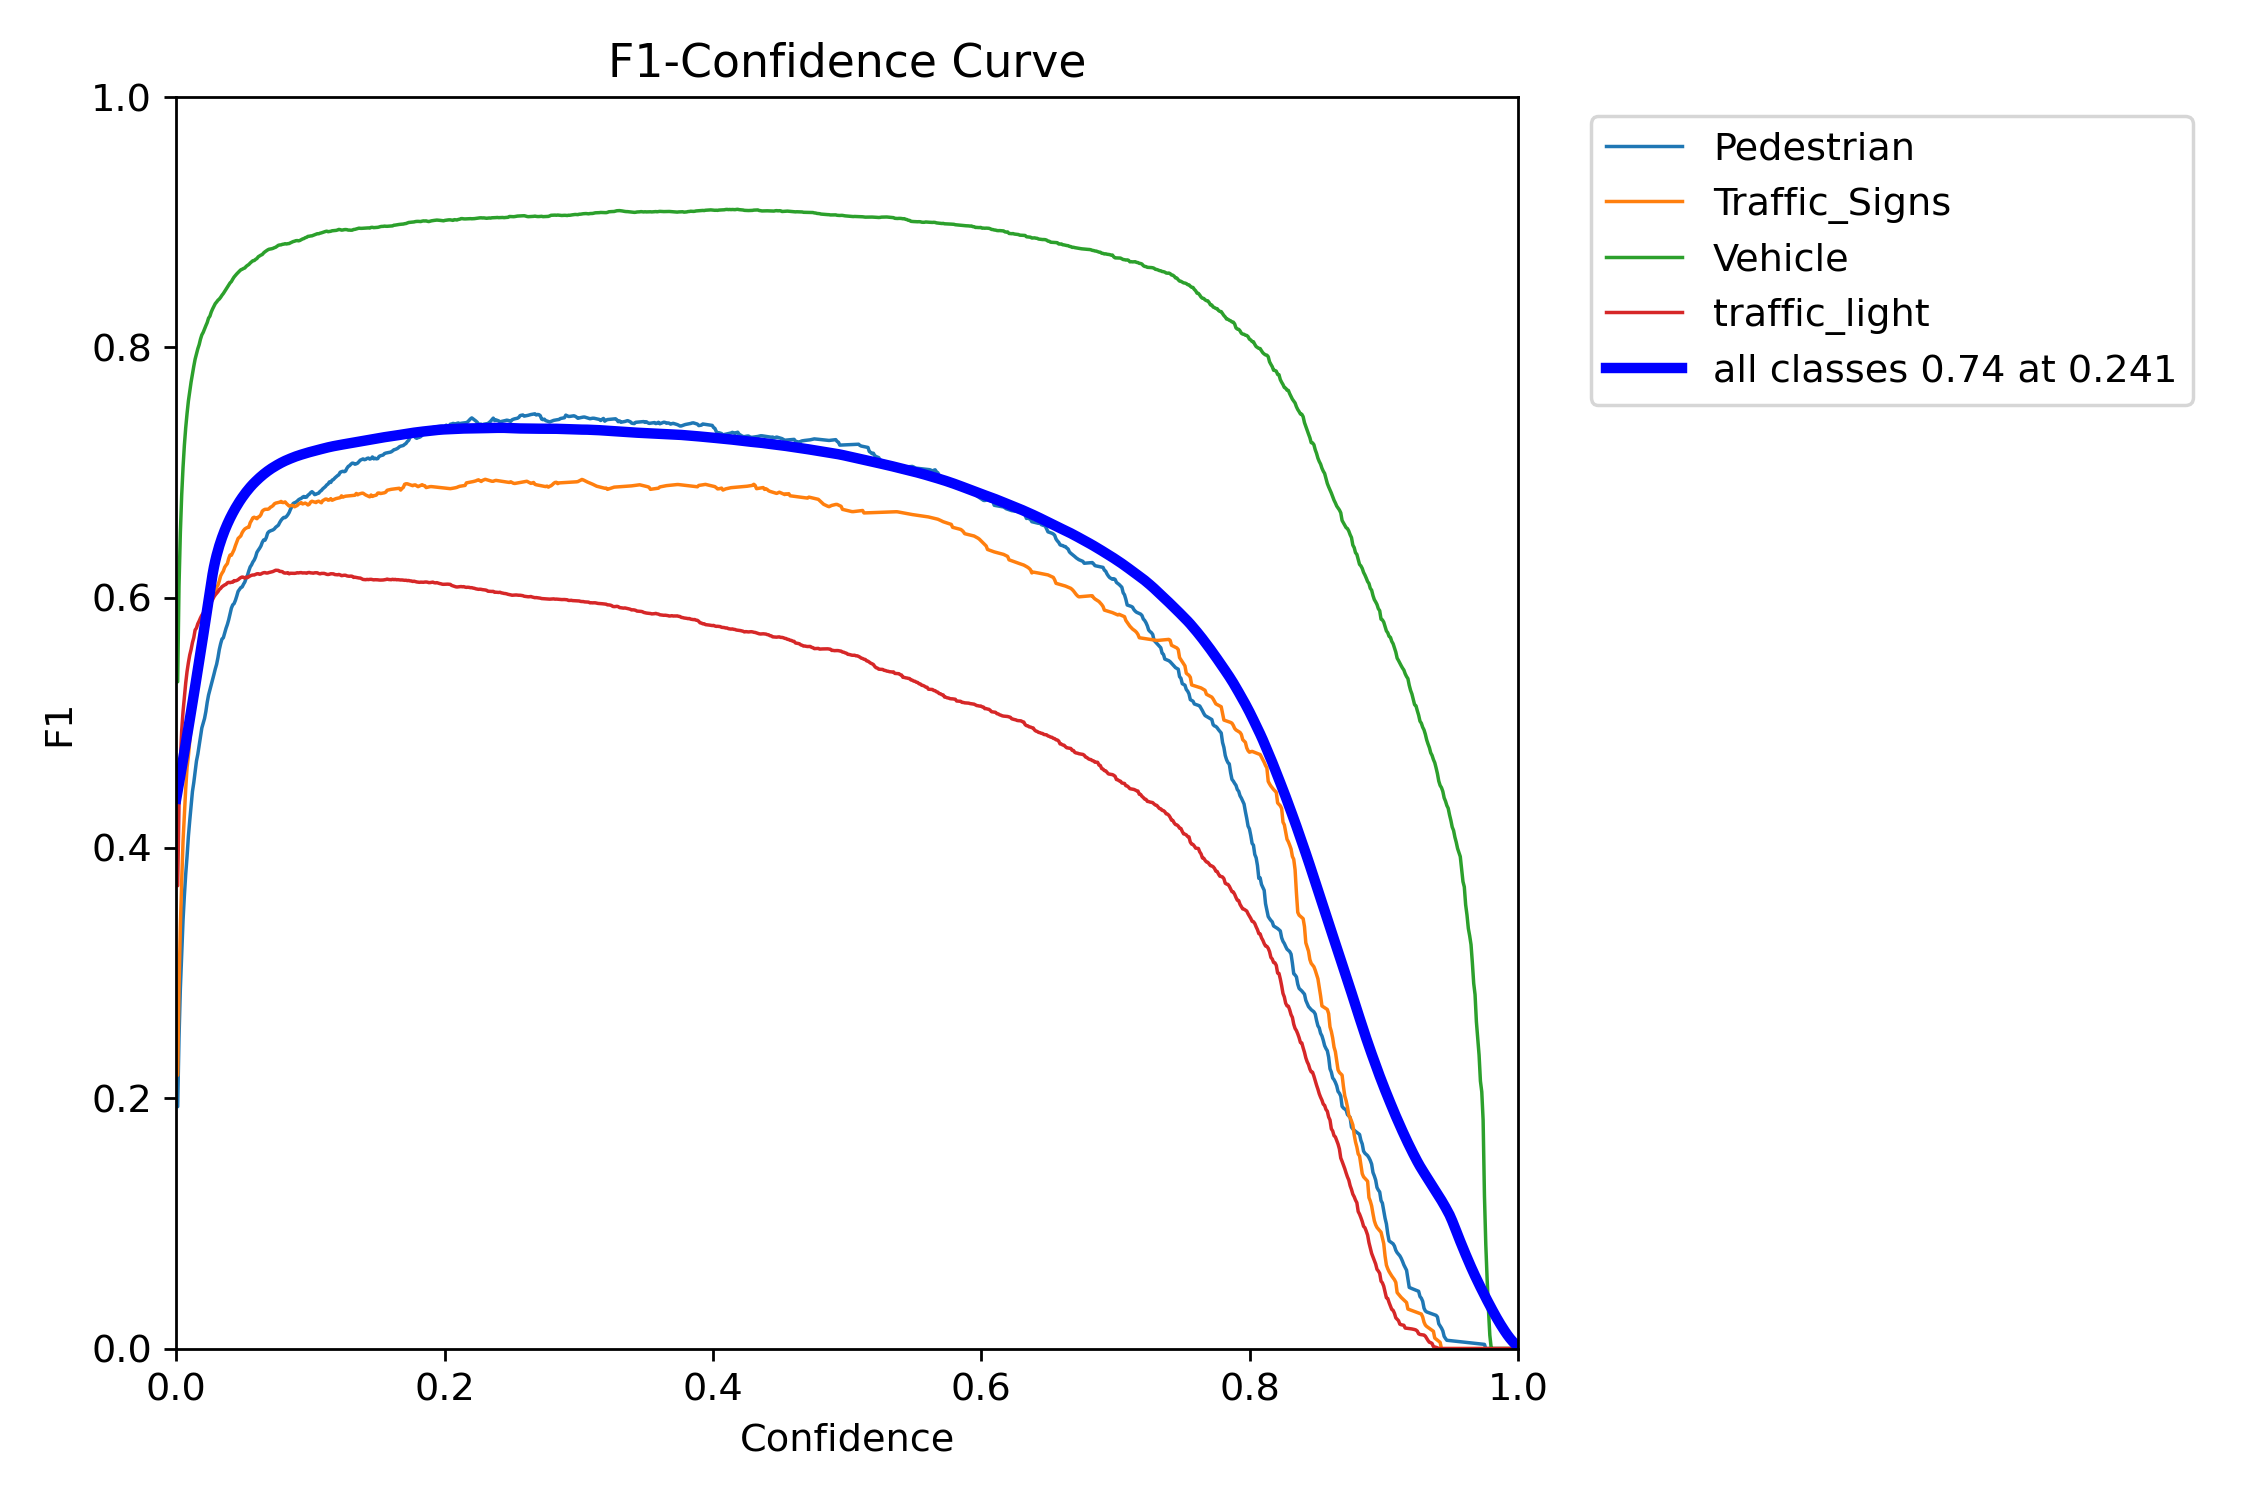 F1-Confidence Curve
1.0
0.8
0.6
0.4
0.2
0.0
F1
0.0 0.2 0.4 0.6 0.8 1.0
Confidence
Pedestrian
Traffic_Signs
Vehicle
traffic_light
all classes 0.74 at 0.241